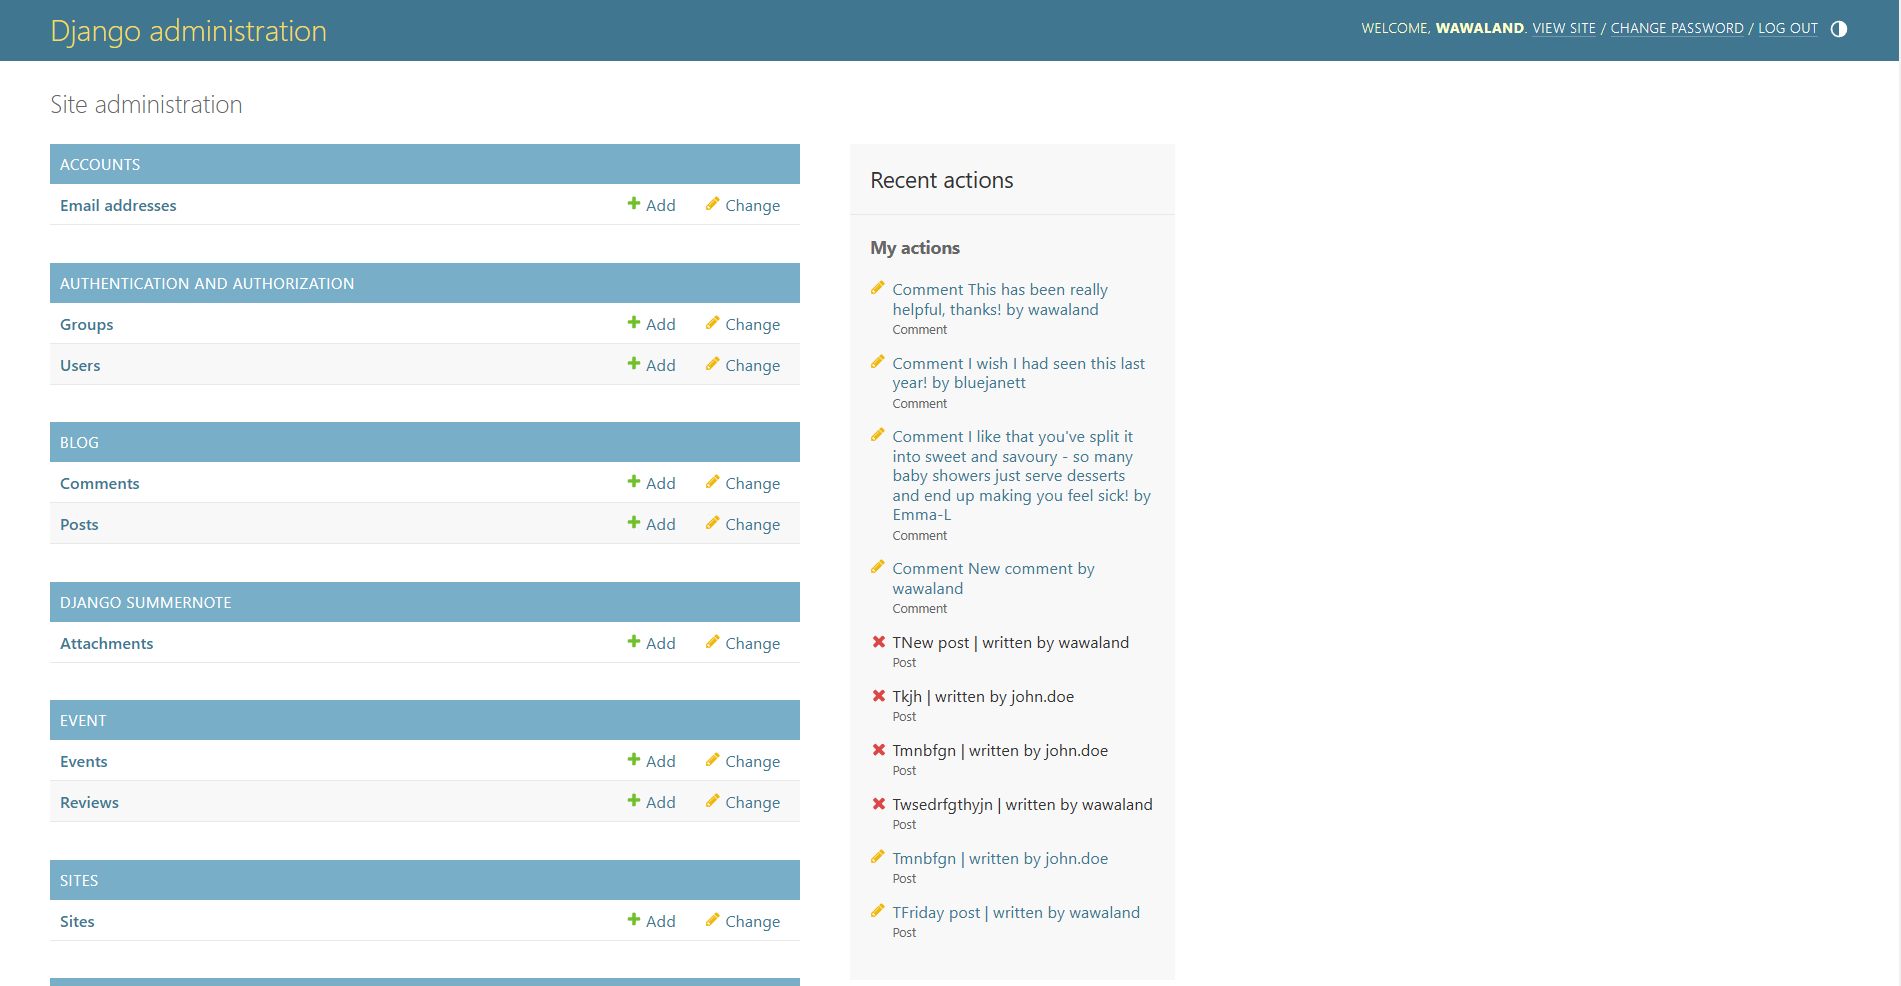 Django administration
WELCOME, WAWALAND. VIEW SITE / CHANGE PASSWORD / LOG OUT
Site administration
ACCOUNTS
Email addresses Add Change
AUTHENTICATION AND AUTHORIZATION
Groups Add Change
Users Add Change
BLOG
Comments Add Change
Posts Add Change
DJANGO SUMMERNOTE
Attachments Add Change
EVENT
Events Add Change
Reviews Add Change
SITES
Sites Add Change
Recent actions
My actions
Comment This has been really
helpful, thanks! by wawaland
Comment
Comment I wish I had seen this last
year! by bluejanett
Comment
Comment I like that you've split it
into sweet and savoury - so many
baby showers just serve desserts
and end up making you feel sick! by
Emma-L
Comment
Comment New comment by
wawaland
Comment
TNew post | written by wawaland
Post
Tkjh | written by john.doe
Post
Tmnbfgn | written by john.doe
Post
Twsedrfgthyjn | written by wawaland
Post
Tmnbfgn | written by john.doe
Post
TFriday post | written by wawaland
Post